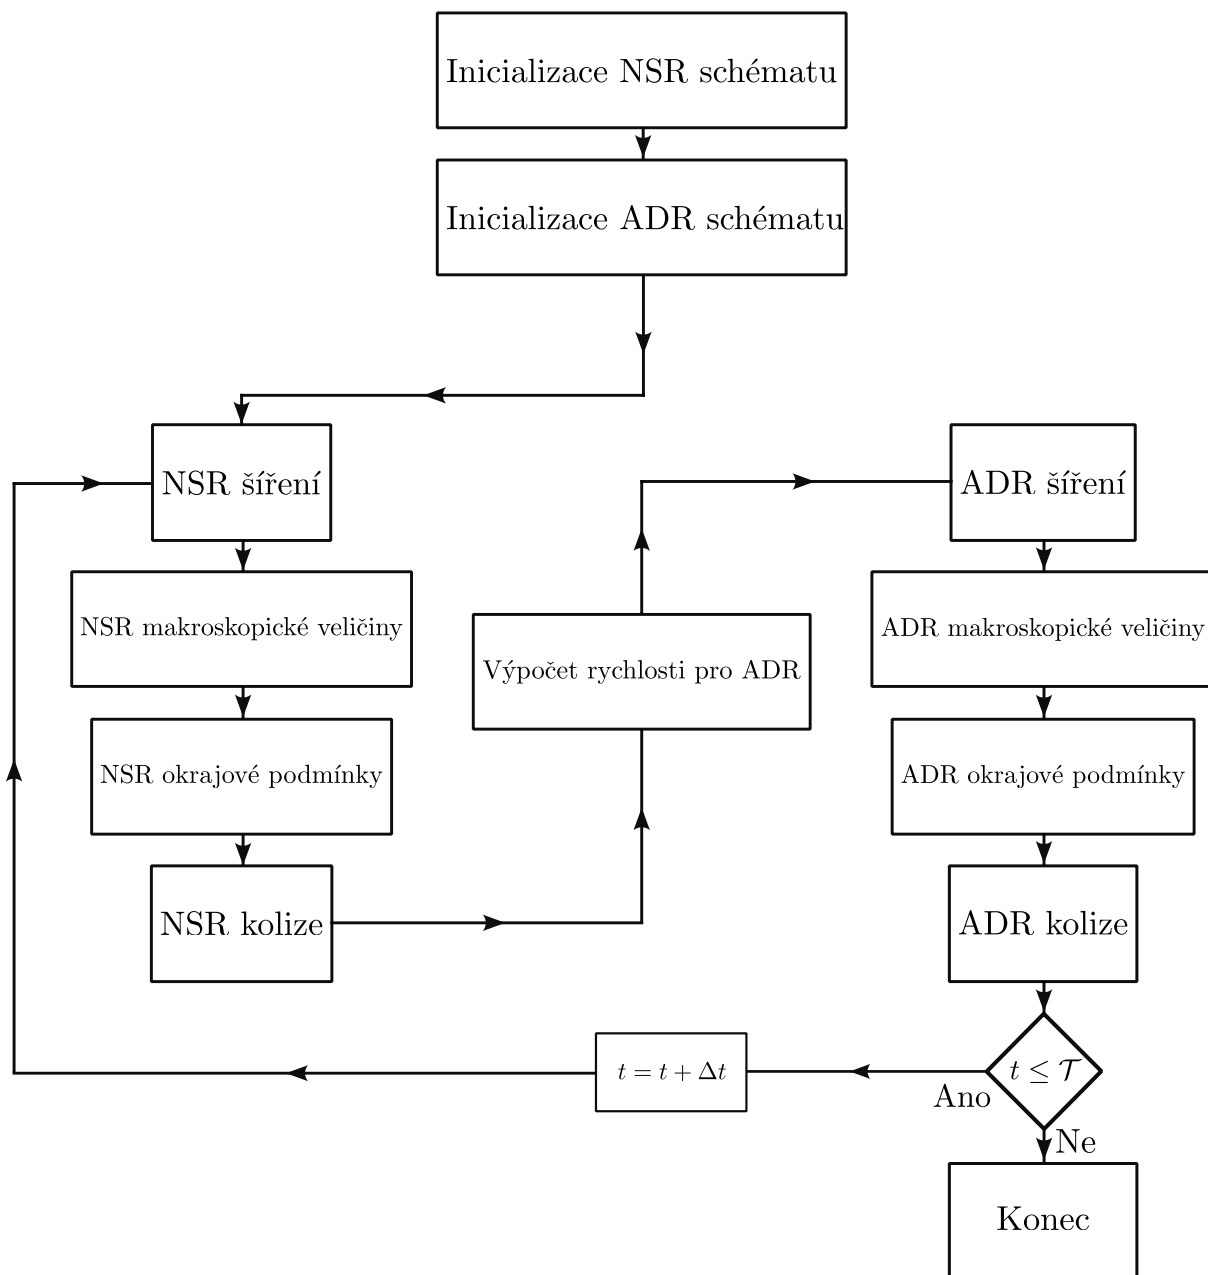 Inicializace NSR schématu
Inicializace ADR schématu
NSR šíření
NSR makroskopické veličiny
NSR okrajové podmínky
NSR kolize
Výpočet rychlosti pro ADR
ADR šíření
ADR makroskopické veličiny
ADR okrajové podmínky
ADR kolize
t ≤ 𝒯
Ano
t = t + Δt
Ne
Konec